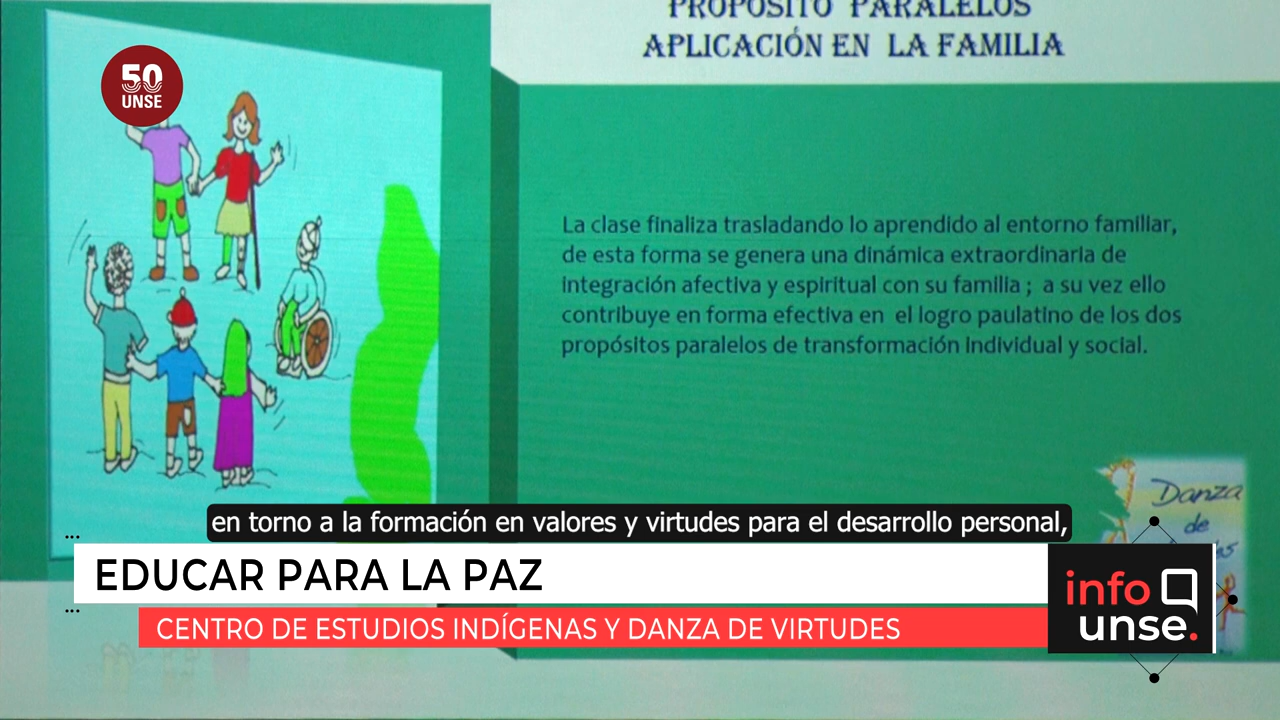 PROPÓSITO PARALELOS
APLICACIÓN EN LA FAMILIA
50
UNSE
La clase finaliza trasladando lo aprendido al entorno familiar,
de esta forma se genera una dinámica extraordinaria de
integración afectiva y espiritual con su familia ; a su vez ello
contribuye en forma efectiva en el logro paulatino de los dos
propósitos paralelos de transformación individual y social.
Danza
de
en torno a la formación en valores y virtudes para el desarrollo personal,
EDUCAR PARA LA PAZ
CENTRO DE ESTUDIOS INDÍGENAS Y DANZA DE VIRTUDES
info
unse.